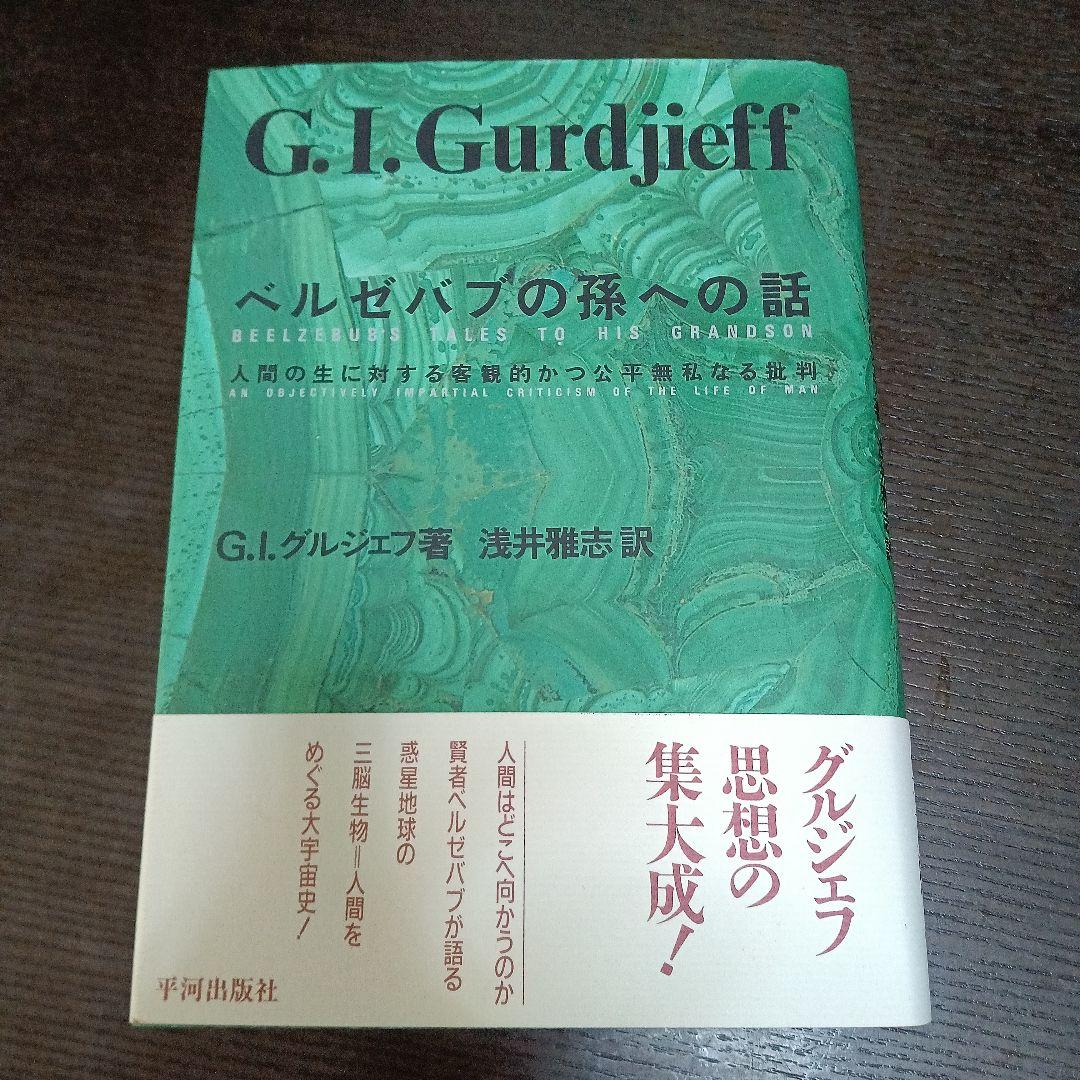 G.I. Gurdjieff
ベルゼバブの孫への話
BEELZEBUB'S TALES TO HIS GRANDSON
人間の生に対する客観的かつ公平無私なる批判
AN OBJECTIVELY IMPARTIAL CRITICISM OF THE LIFE OF MAN
G.I.グルジェフ著 浅井雅志訳
グルジェフ
思想の
集大成!
人間はどこへ向かうのか
賢者ベルゼバブが語る
惑星地球の
三脳生物=人間を
めぐる大宇宙史!
平河出版社